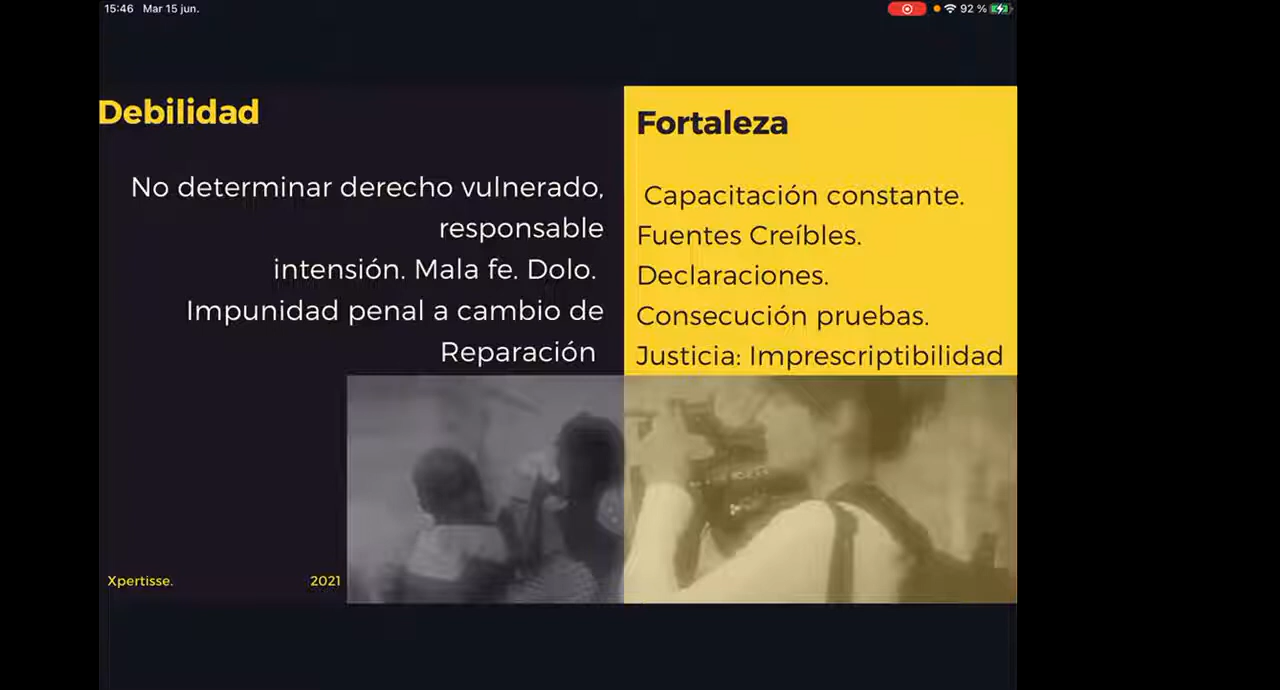 15:46 Mar 15 jun.
92 %
Debilidad
No determinar derecho vulnerado,
responsable
intensión. Mala fe. Dolo.
Impunidad penal a cambio de
Reparación
Fortaleza
Capacitación constante.
Fuentes Creíbles.
Declaraciones.
Consecución pruebas.
Justicia: Imprescriptibilidad
Xpertisse.
2021